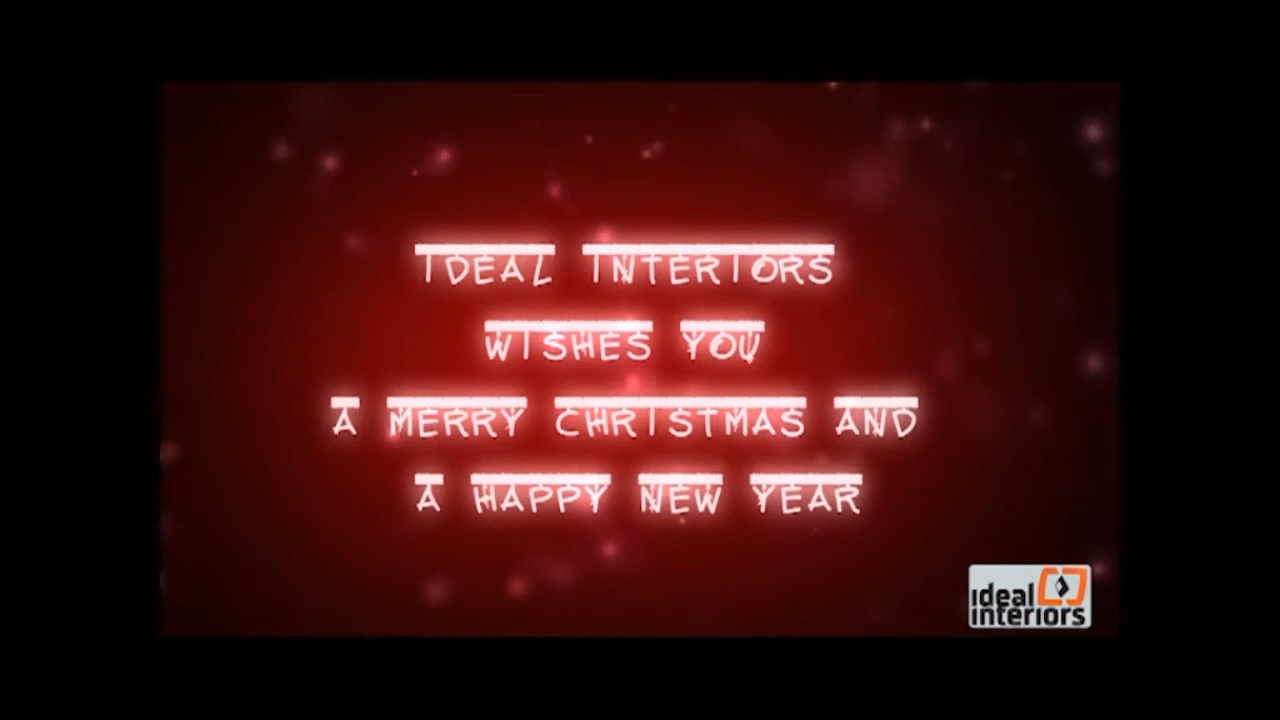 IDEAL INTERIORS
WISHES YOU
A MERRY CHRISTMAS AND
A HAPPY NEW YEAR
ideal
interiors